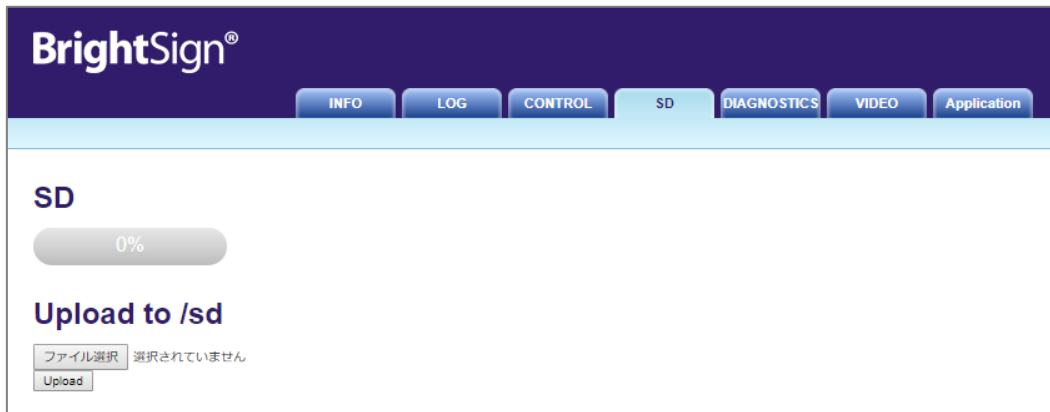 BrightSign®
INFO LOG CONTROL SD DIAGNOSTICS VIDEO Application
SD
0%
Upload to /sd
ファイル選択 選択されていません
Upload